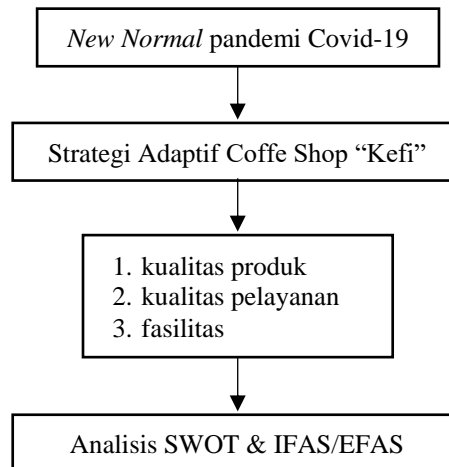 New Normal pandemi Covid-19
Strategi Adaptif Coffe Shop “Kefi”
1. kualitas produk
2. kualitas pelayanan
3. fasilitas
Analisis SWOT & IFAS/EFAS